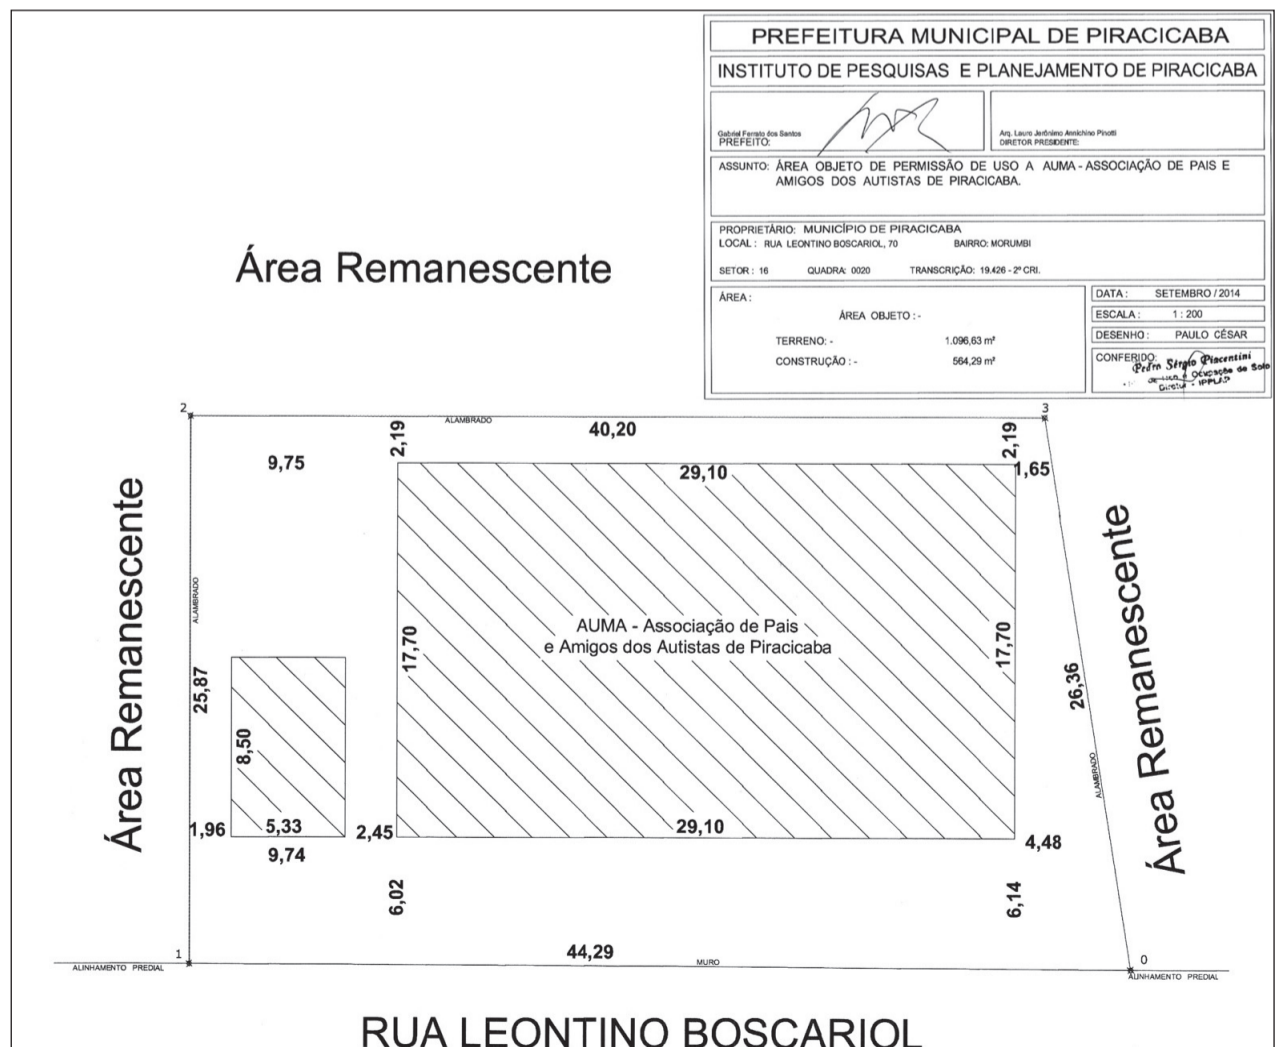 PREFEITURA MUNICIPAL DE PIRACICABA
INSTITUTO DE PESQUISAS E PLANEJAMENTO DE PIRACICABA
Gabriel Ferrato dos Santos
PREFEITO:
Arq. Lauro Jerônimo Annichino Pinotti
DIRETOR PRESIDENTE:
ASSUNTO: ÁREA OBJETO DE PERMISSÃO DE USO A AUMA - ASSOCIAÇÃO DE PAIS E
AMIGOS DOS AUTISTAS DE PIRACICABA.
PROPRIETÁRIO: MUNICÍPIO DE PIRACICABA
LOCAL : RUA LEONTINO BOSCARIOL, 70 BAIRRO: MORUMBI
SETOR : 16 QUADRA: 0020 TRANSCRIÇÃO: 19.426 - 2º CRI.
ÁREA :
ÁREA OBJETO : -
TERRENO: - 1.096,63 m²
CONSTRUÇÃO : - 564,29 m²
DATA : SETEMBRO / 2014
ESCALA : 1 : 200
DESENHO : PAULO CÉSAR
CONFERIDO:
Pedro Sérgio Piacentini
Ocupação do Solo
IPPLAP
Área Remanescente
2
ALAMBRADO
40,20
3
9,75
2,19
29,10
2,19
1,65
Área Remanescente
ALAMBRADO
25,87
8,50
1,96
5,33
9,74
2,45
17,70
AUMA - Associação de Pais
e Amigos dos Autistas de Piracicaba
17,70
29,10
4,48
26,36
ALAMBRADO
Área Remanescente
6,02
6,14
1
44,29
MURO
0
ALINHAMENTO PREDIAL
ALINHAMENTO PREDIAL
RUA LEONTINO BOSCARIOL